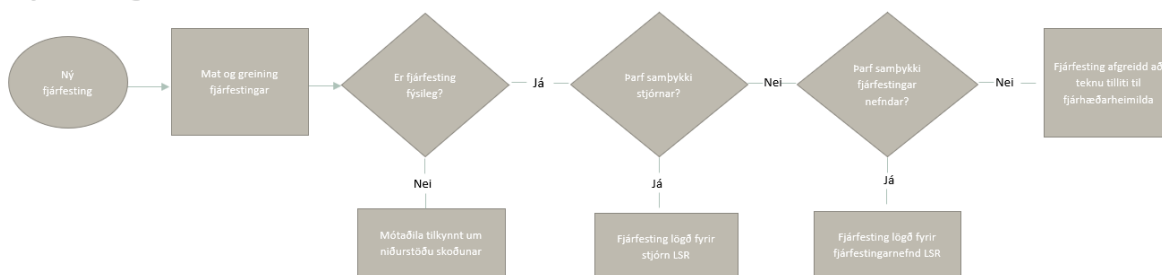 Ný
fjárfesting
Mat og greining
fjárfestingar
Er fjárfesting
fýsileg?
Já
Þarf samþykki
stjórnar?
Nei
Þarf samþykki
fjárfestingar
nefndar?
Nei
Fjárfesting afgreidd að
teknu tilliti til
fjárhæðarheimilda
Nei
Já
Já
Mótaðila tilkynnt um
niðurstöðu skoðunar
Fjárfesting lögð fyrir
stjórn LSR
Fjárfesting lögð fyrir
fjárfestingarnefnd LSR